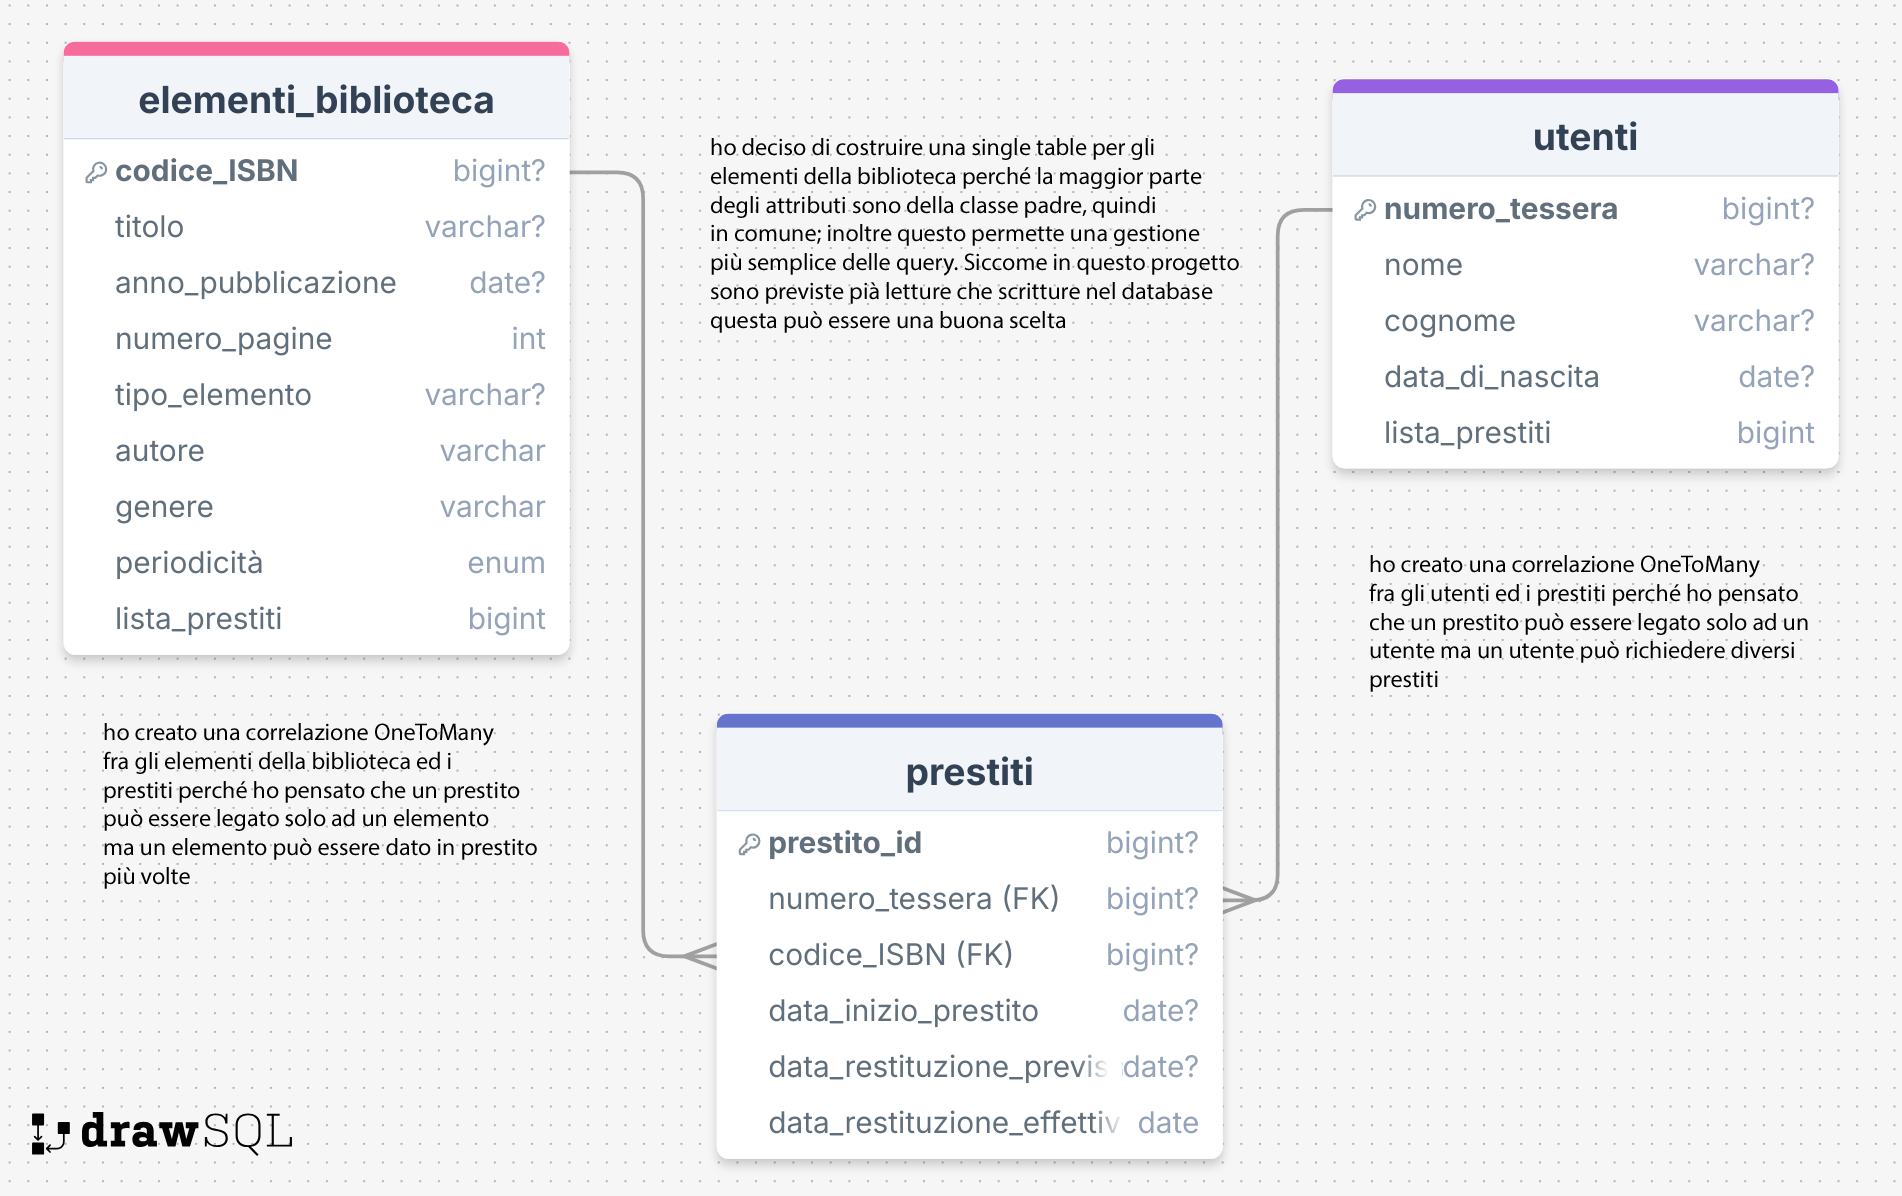 elementi_biblioteca
codice_ISBN bigint?
titolo varchar?
anno_pubblicazione date?
numero_pagine int
tipo_elemento varchar?
autore varchar
genere varchar
periodicità enum
lista_prestiti bigint
ho deciso di costruire una single table per gli
elementi della biblioteca perché la maggior parte
degli attributi sono della classe padre, quindi
in comune; inoltre questo permette una gestione
più semplice delle query. Siccome in questo progetto
sono previste pià letture che scritture nel database
questa può essere una buona scelta
utenti
numero_tessera bigint?
nome varchar?
cognome varchar?
data_di_nascita date?
lista_prestiti bigint
ho creato una correlazione OneToMany
fra gli utenti ed i prestiti perché ho pensato
che un prestito può essere legato solo ad un
utente ma un utente può richiedere diversi
prestiti
ho creato una correlazione OneToMany
fra gli elementi della biblioteca ed i
prestiti perché ho pensato che un prestito
può essere legato solo ad un elemento
ma un elemento può essere dato in prestito
più volte
prestiti
prestito_id bigint?
numero_tessera (FK) bigint?
codice_ISBN (FK) bigint?
data_inizio_prestito date?
data_restituzione_previs date?
data_restituzione_effettiv date
drawSQL